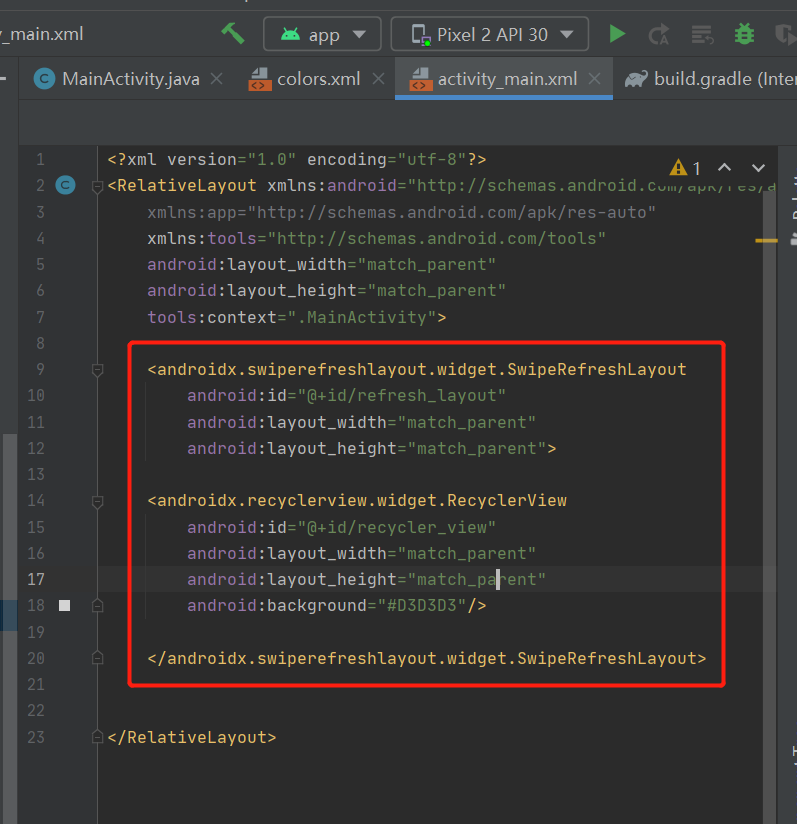 _main.xml
app
Pixel 2 API 30
MainActivity.java
colors.xml
activity_main.xml
build.gradle (Inter
1
1 <?xml version="1.0" encoding="utf-8"?>
2 <RelativeLayout xmlns:android="http://schemas.android.com/apk/res/a
3 xmlns:app="http://schemas.android.com/apk/res-auto"
4 xmlns:tools="http://schemas.android.com/tools"
5 android:layout_width="match_parent"
6 android:layout_height="match_parent"
7 tools:context=".MainActivity">
8
9 <androidx.swiperefreshlayout.widget.SwipeRefreshLayout
10 android:id="@+id/refresh_layout"
11 android:layout_width="match_parent"
12 android:layout_height="match_parent">
13
14 <androidx.recyclerview.widget.RecyclerView
15 android:id="@+id/recycler_view"
16 android:layout_width="match_parent"
17 android:layout_height="match_parent"
18 android:background="#D3D3D3"/>
19
20 </androidx.swiperefreshlayout.widget.SwipeRefreshLayout>
21
22
23 </RelativeLayout>